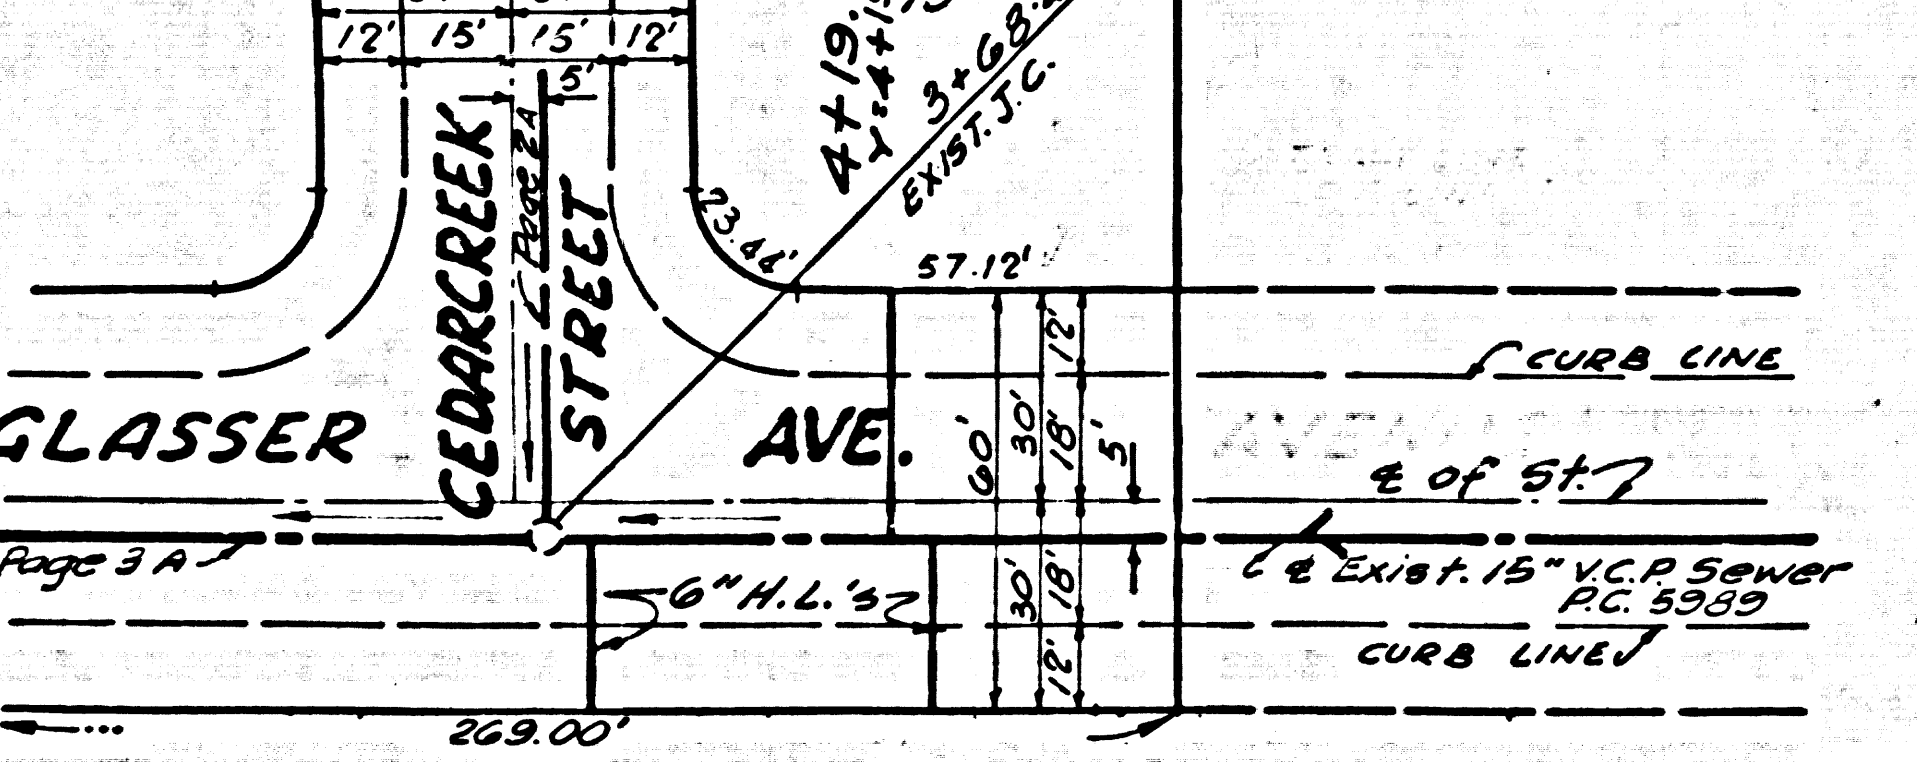 12' 15' 15' 12'
5'
4+19.
3+68.
EXIST. J.C.
CEDARCREEK
Page 2A
STREET
23.44'
57.12'
CURB LINE
GLASSER AVE.
60' 30' 12'
18' 5'
℄ of St.
Page 3A
6" H.L.'s
30' 18'
12'
℄ Exist. 15" V.C.P. Sewer
P.C. 5989
CURB LINE
269.00'